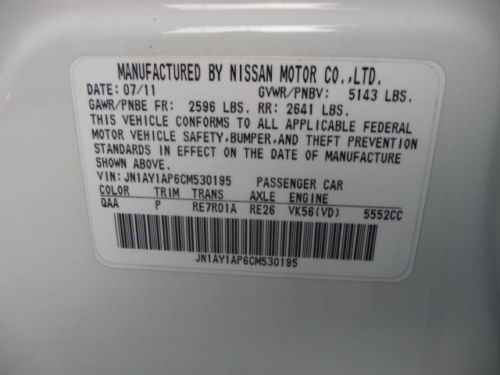 MANUFACTURED BY NISSAN MOTOR CO.,LTD.
DATE: 07/11 GVWR/PNBV: 5143 LBS.
GAWR/PNBE FR: 2596 LBS. RR: 2641 LBS.
THIS VEHICLE CONFORMS TO ALL APPLICABLE FEDERAL
MOTOR VEHICLE SAFETY, BUMPER, AND THEFT PREVENTION
STANDARDS IN EFFECT ON THE DATE OF MANUFACTURE
SHOWN ABOVE.
VIN: JN1AY1AP6CM530195 PASSENGER CAR
COLOR TRIM TRANS AXLE ENGINE
QAA P RE7R01A RE26 VK56(VD) 5552CC
JN1AY1AP6CM530195